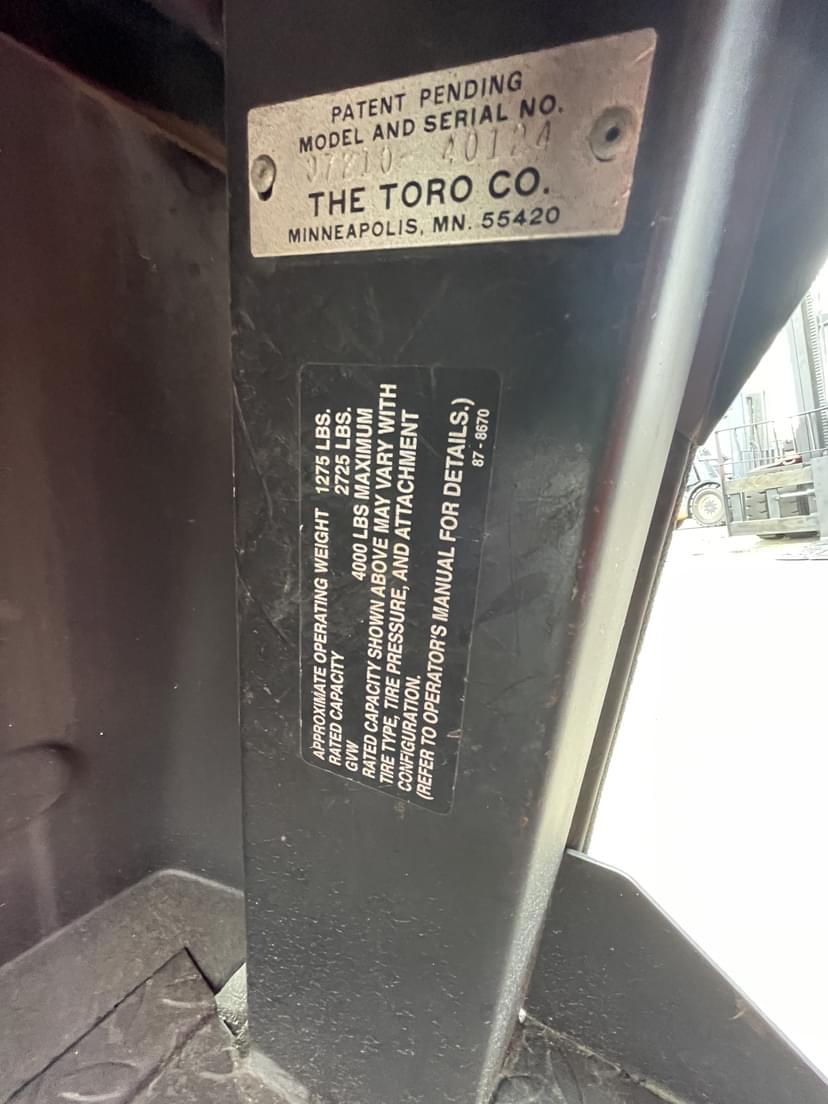 PATENT PENDING
MODEL AND SERIAL NO.
40124
THE TORO CO.
MINNEAPOLIS, MN. 55420
APPROXIMATE OPERATING WEIGHT 1275 LBS.
RATED CAPACITY 2725 LBS.
GVW 4000 LBS MAXIMUM
RATED CAPACITY SHOWN ABOVE MAY VARY WITH
TIRE TYPE, TIRE PRESSURE, AND ATTACHMENT
CONFIGURATION.
(REFER TO OPERATOR'S MANUAL FOR DETAILS.)
87-8670